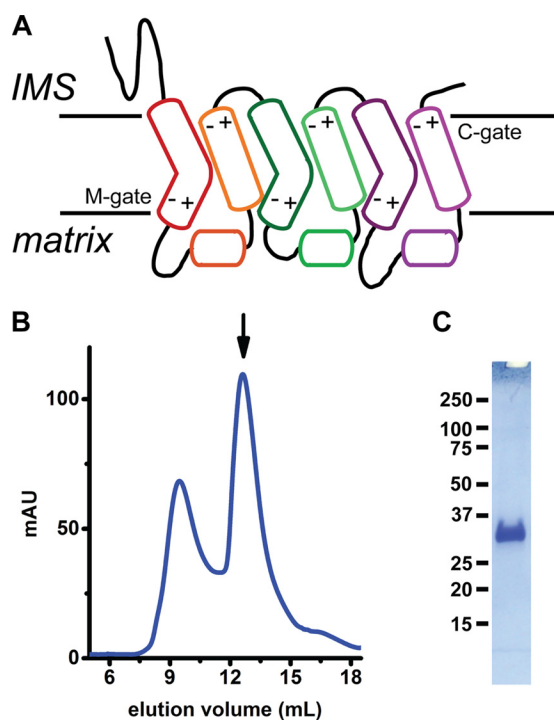 A
IMS
- + - + - +
C-gate
M-gate
- + - + - +
matrix
B
C
100
50
0
mAU
6 9 12 15 18
elution volume (mL)
250
100
75
50
37
25
20
15